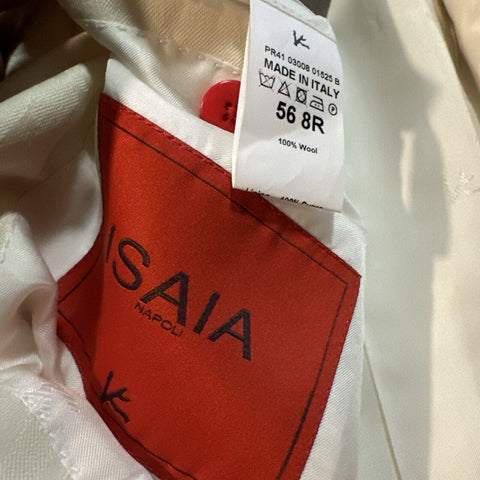 PR41 03008 01525 B
MADE IN ITALY
56 8R
100% Wool
ISAIA
NAPOLI